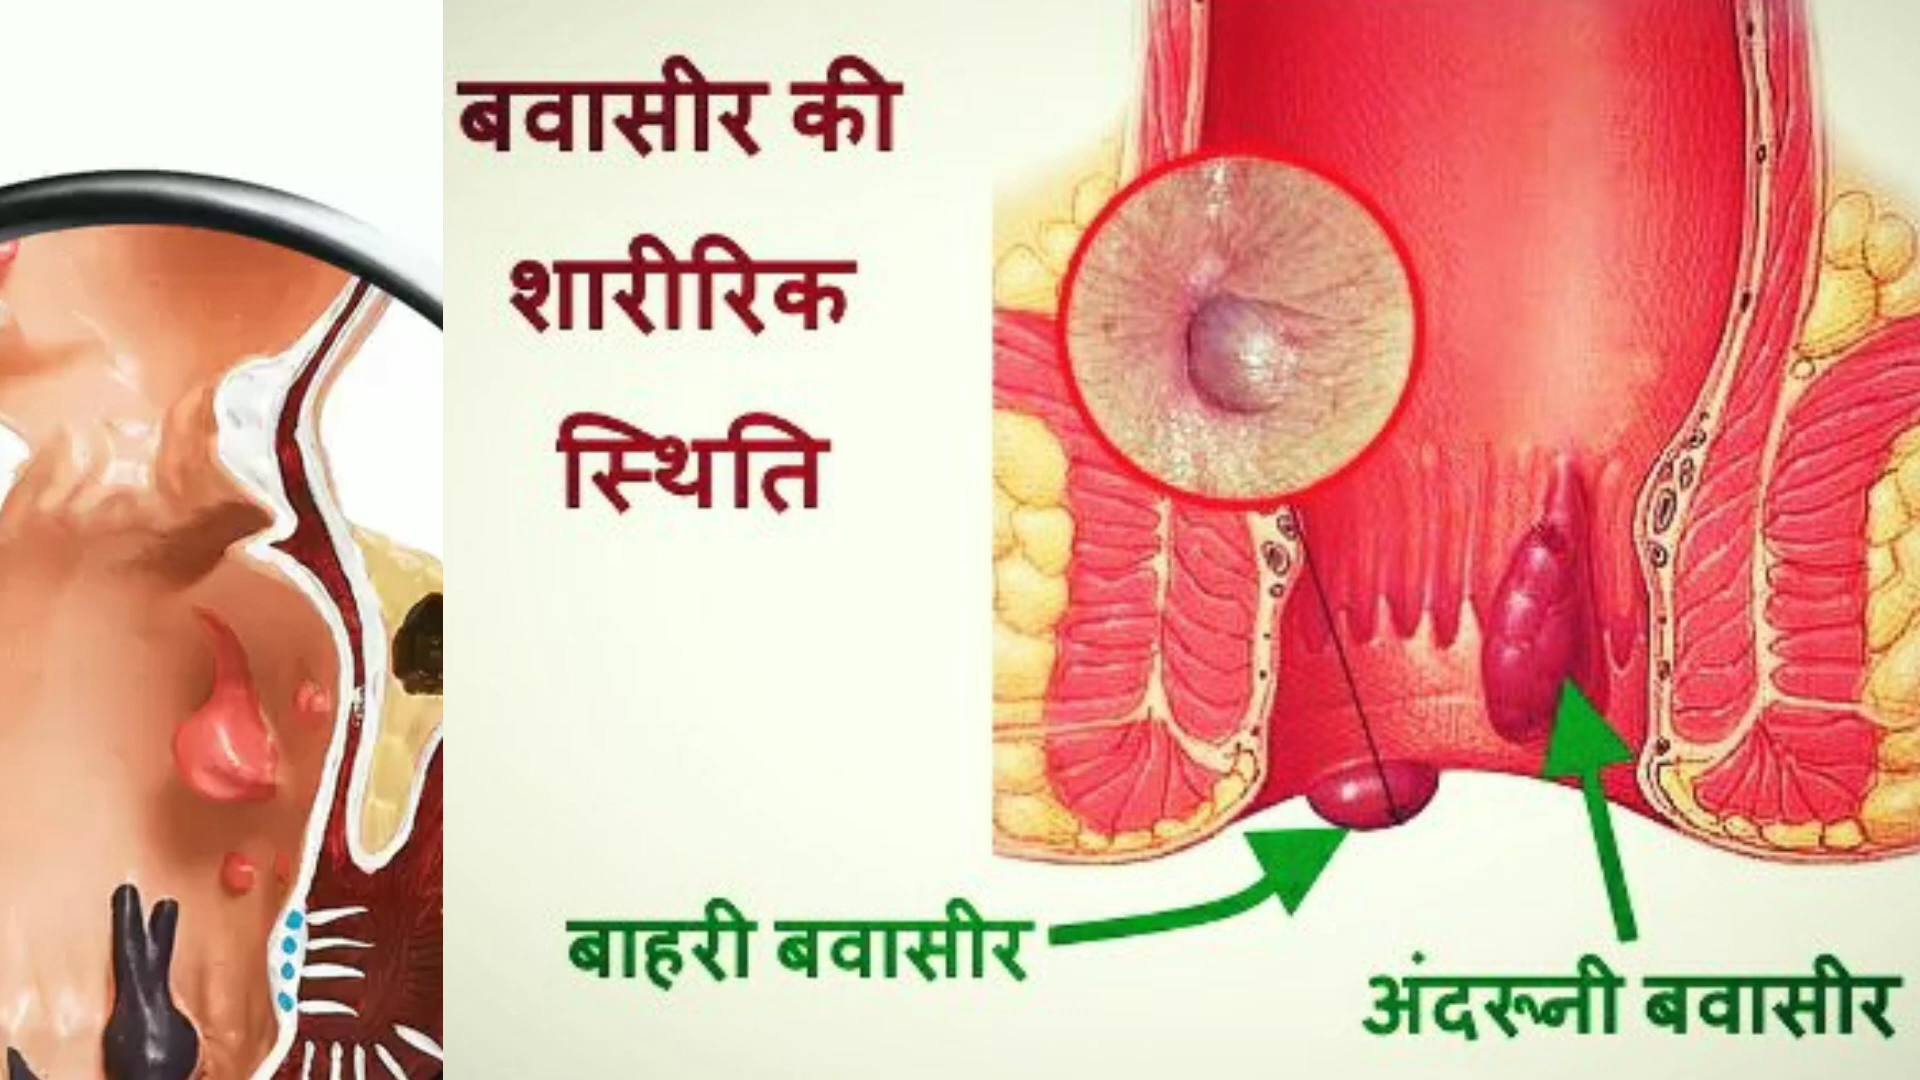 बवासीर की
शारीरिक
स्थिति
बाहरी बवासीर
अंदरूनी बवासीर